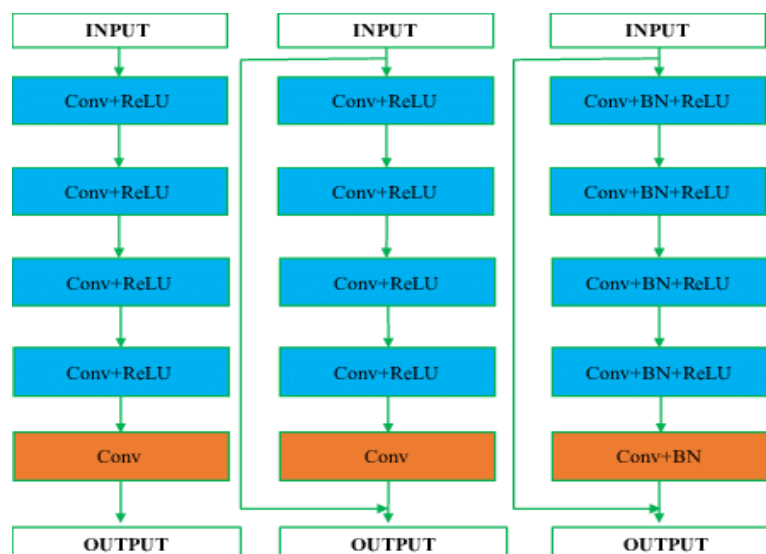 INPUT
Conv+ReLU
Conv+ReLU
Conv+ReLU
Conv+ReLU
Conv
OUTPUT
INPUT
Conv+ReLU
Conv+ReLU
Conv+ReLU
Conv+ReLU
Conv
OUTPUT
INPUT
Conv+BN+ReLU
Conv+BN+ReLU
Conv+BN+ReLU
Conv+BN+ReLU
Conv+BN
OUTPUT